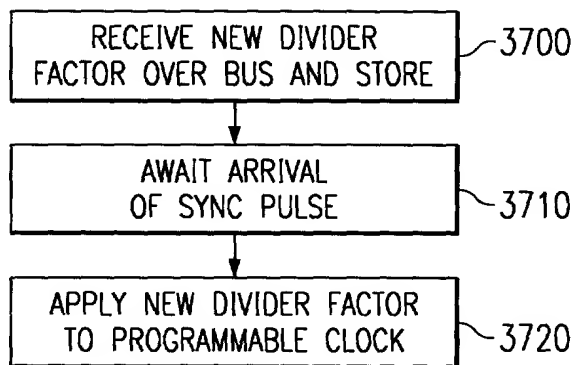 RECEIVE NEW DIVIDER
FACTOR OVER BUS AND STORE
3700
AWAIT ARRIVAL
OF SYNC PULSE
3710
APPLY NEW DIVIDER FACTOR
TO PROGRAMMABLE CLOCK
3720